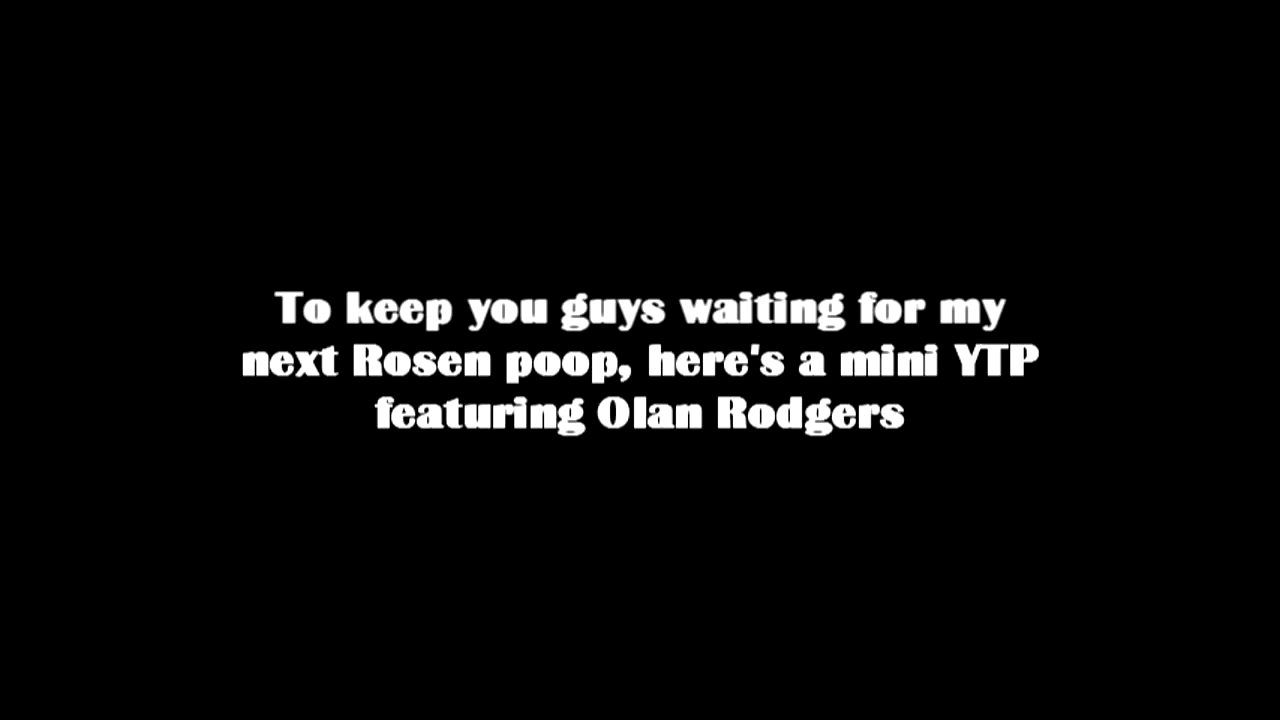 To keep you guys waiting for my
next Rosen poop, here's a mini YTP
featuring Olan Rodgers